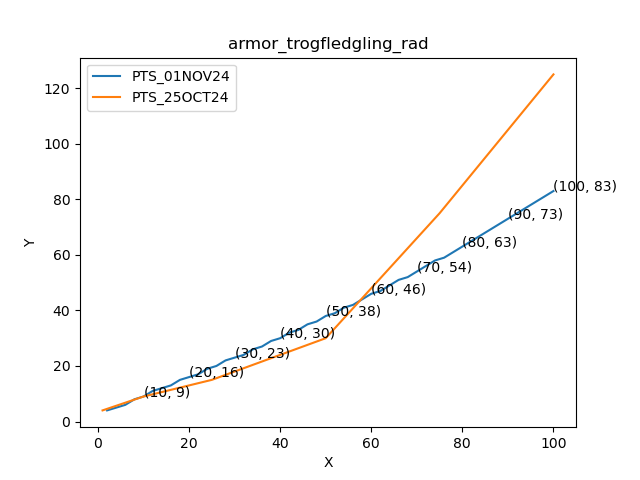 armor_trogfledgling_rad
PTS_01NOV24
PTS_25OCT24
120
100
80
60
40
20
0
Y
(100, 83)
(90, 73)
(80, 63)
(70, 54)
(60, 46)
(50, 38)
(40, 30)
(30, 23)
(20, 16)
(10, 9)
0 20 40 60 80 100
X